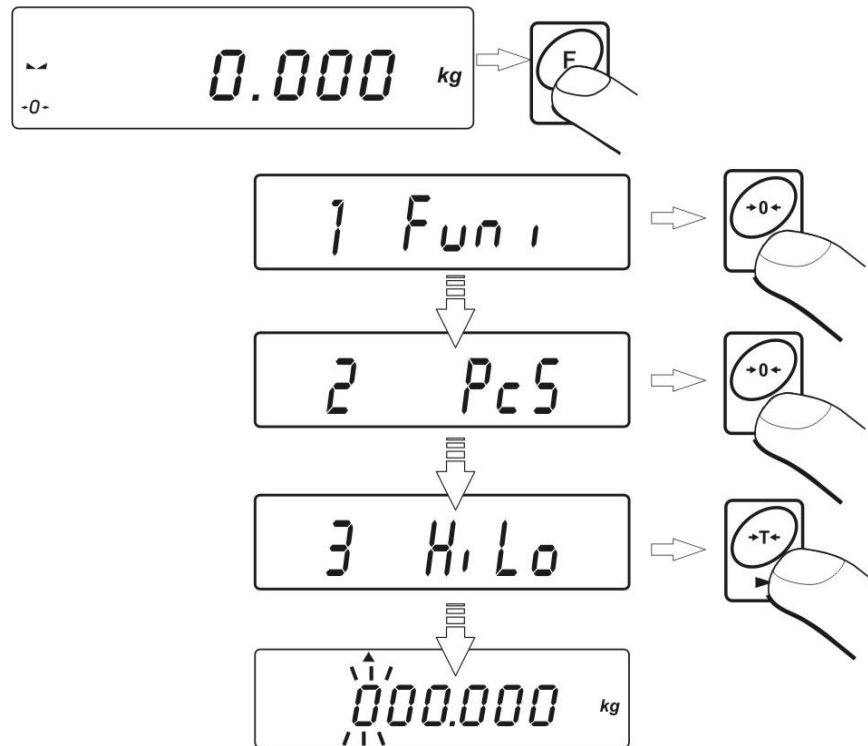 0.000 kg
→0←
F
1 Funi
→0←
2 PcS
→0←
3 HiLo
→T←
000.000 kg